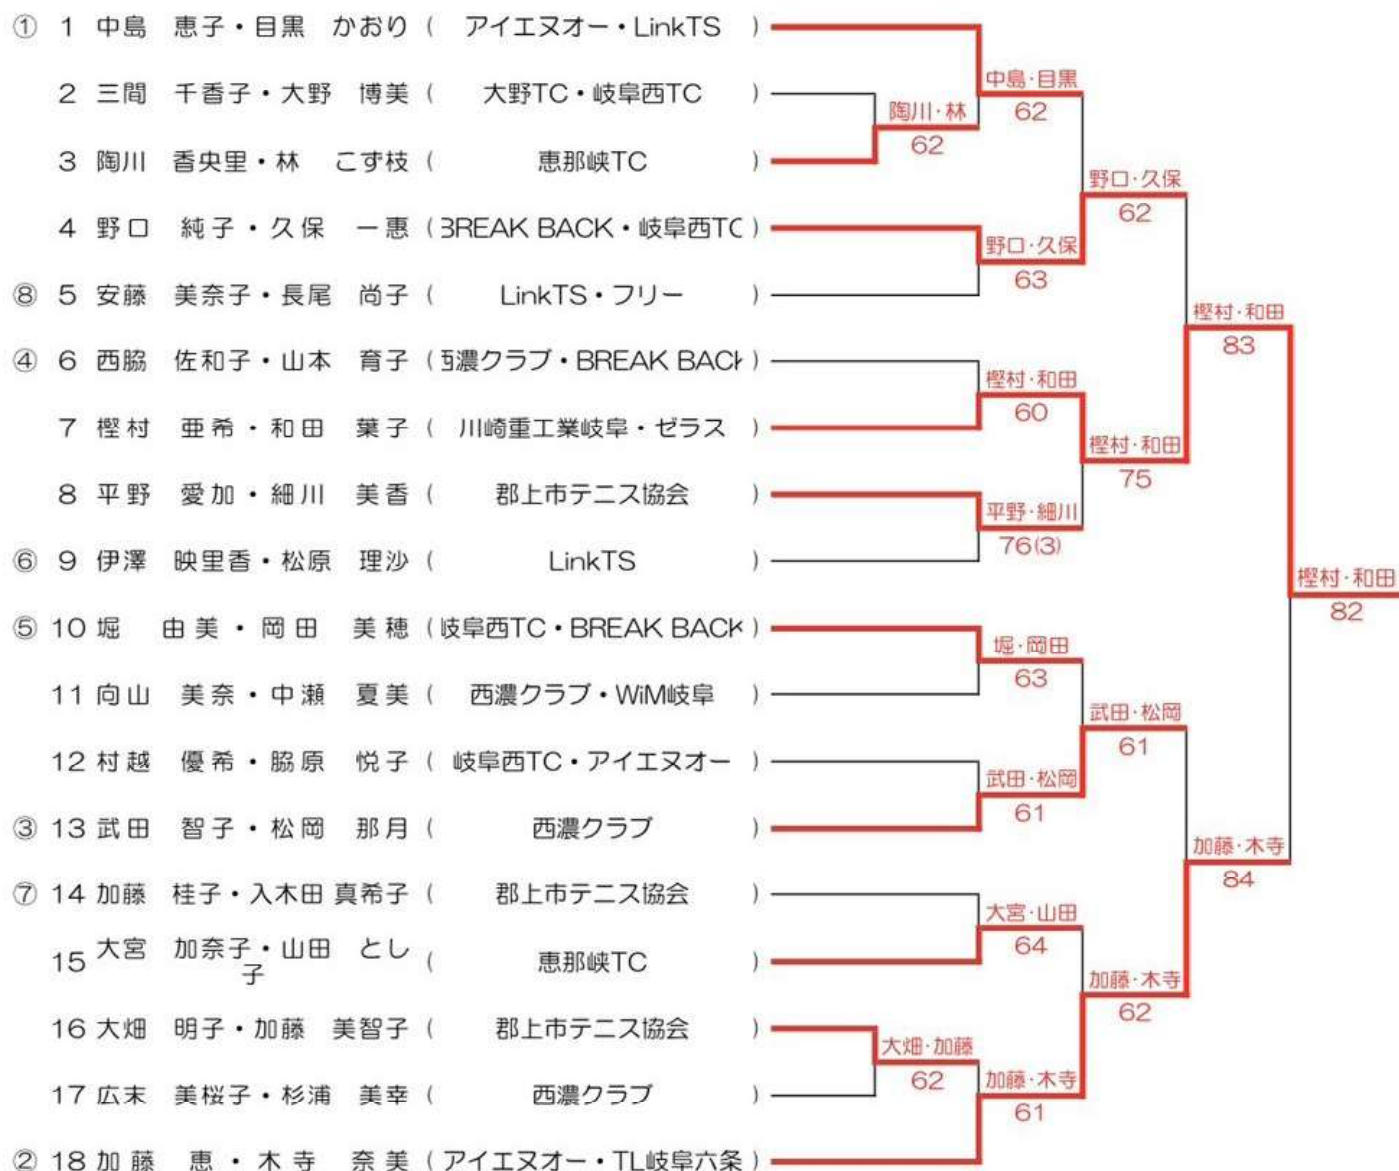 ① 1 中島 恵子・目黒 かおり ( アイエヌオー・LinkTS )
中島・目黒
62
2 三間 千香子・大野 博美 ( 大野TC・岐阜西TC )
陶川・林
62
3 陶川 香央里・林 こず枝 ( 恵那峡TC )
野口・久保
62
4 野口 純子・久保 一恵 ( BREAK BACK・岐阜西TC )
野口・久保
63
⑧ 5 安藤 美奈子・長尾 尚子 ( LinkTS・フリー )
樫村・和田
83
④ 6 西脇 佐和子・山本 育子 ( 西濃クラブ・BREAK BACK )
樫村・和田
60
7 樫村 亜希・和田 葉子 ( 川崎重工業岐阜・ゼラス )
樫村・和田
75
8 平野 愛加・細川 美香 ( 郡上市テニス協会 )
平野・細川
76(3)
⑥ 9 伊澤 映里香・松原 理沙 ( LinkTS )
樫村・和田
82
⑤ 10 堀 由美・岡田 美穂 ( 岐阜西TC・BREAK BACK )
堀・岡田
63
11 向山 美奈・中瀬 夏美 ( 西濃クラブ・WiM岐阜 )
武田・松岡
61
12 村越 優希・脇原 悦子 ( 岐阜西TC・アイエヌオー )
武田・松岡
61
③ 13 武田 智子・松岡 那月 ( 西濃クラブ )
加藤・木寺
84
⑦ 14 加藤 桂子・入木田 真希子 ( 郡上市テニス協会 )
大宮・山田
64
15 大宮 加奈子・山田 とし
子 ( 恵那峡TC )
加藤・木寺
62
16 大畑 明子・加藤 美智子 ( 郡上市テニス協会 )
大畑・加藤
62
17 広末 美桜子・杉浦 美幸 ( 西濃クラブ )
加藤・木寺
61
② 18 加藤 恵・木寺 奈美 ( アイエヌオー・TL岐阜六条 )